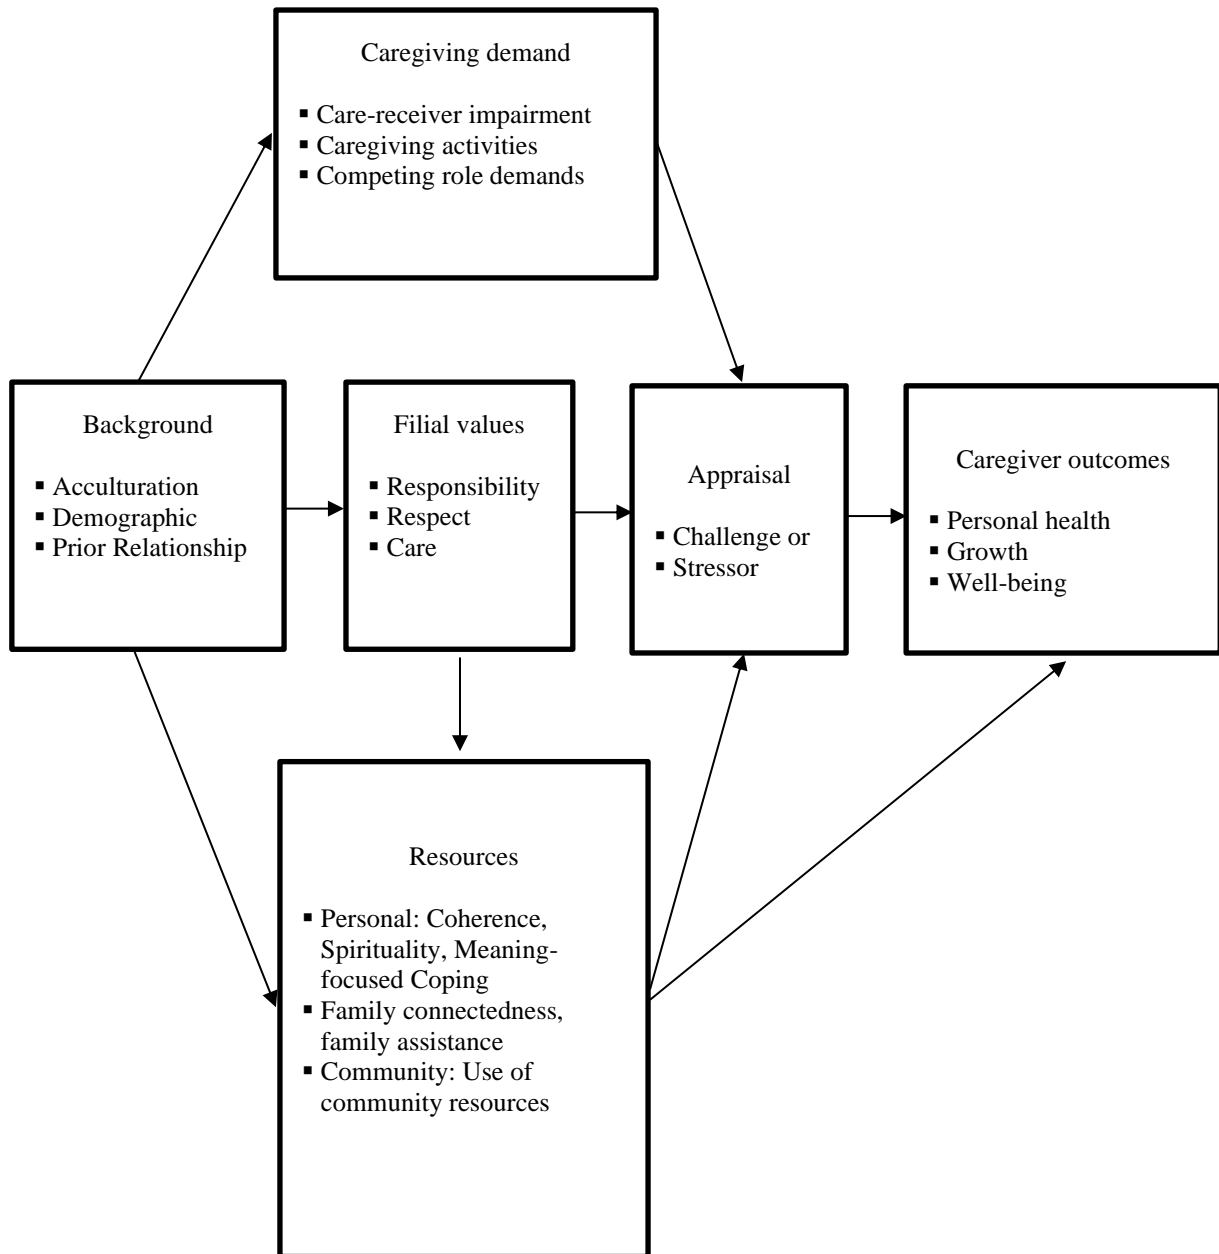 Caregiving demand
▪ Care-receiver impairment
▪ Caregiving activities
▪ Competing role demands
Background
▪ Acculturation
▪ Demographic
▪ Prior Relationship
Filial values
▪ Responsibility
▪ Respect
▪ Care
Appraisal
▪ Challenge or
▪ Stressor
Caregiver outcomes
▪ Personal health
▪ Growth
▪ Well-being
Resources
▪ Personal: Coherence,
Spirituality, Meaning-
focused Coping
▪ Family connectedness,
family assistance
▪ Community: Use of
community resources